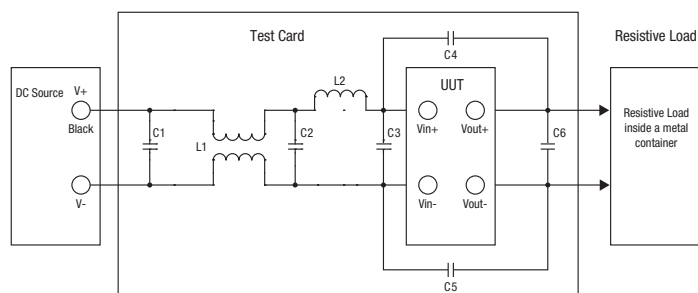 Test Card
Resistive Load
DC Source
V+
Black
V-
C1
L1
C2
L2
C3
C4
UUT
Vin+
Vout+
Vin-
Vout-
C6
C5
Resistive Load
inside a metal
container